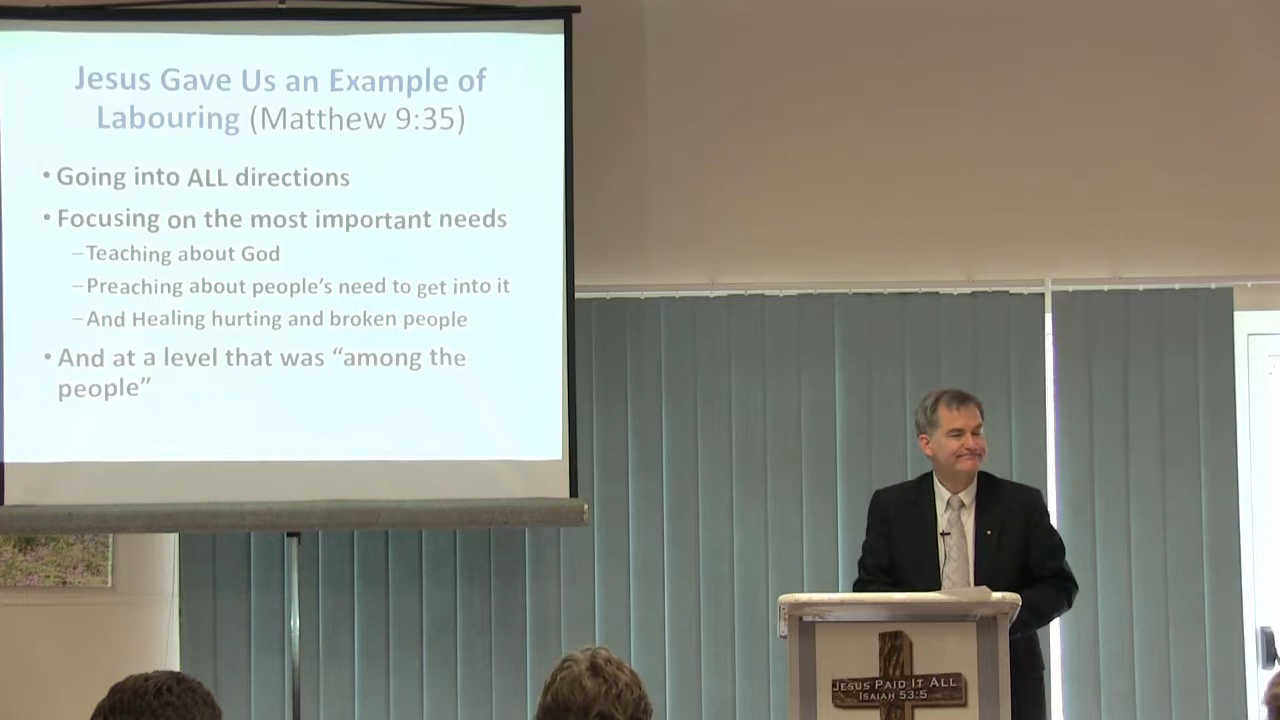 Jesus Gave Us an Example of
Labouring (Matthew 9:35)
• Going into ALL directions
• Focusing on the most important needs
–Teaching about God
–Preaching about people's need to get into it
–And Healing hurting and broken people
• And at a level that was “among the
people”
JESUS PAID IT ALL
ISAIAH 53:5